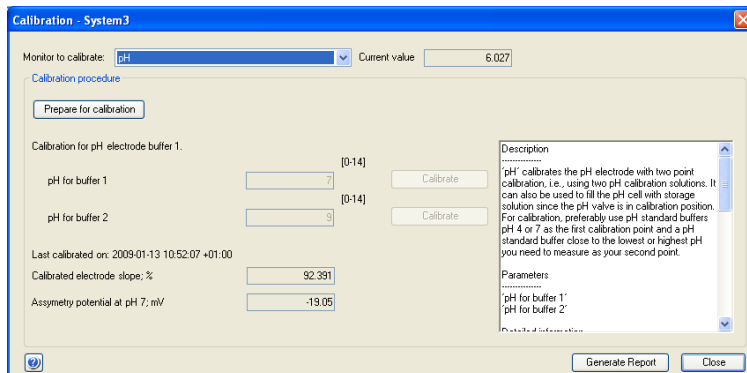 Calibration - System3
Monitor to calibrate: pH Current value 6.027
Calibration procedure
Prepare for calibration
Calibration for pH electrode buffer 1.
[0-14]
pH for buffer 1 7 Calibrate
[0-14]
pH for buffer 2 9 Calibrate
Last calibrated on: 2009-01-13 10:52:07 +01:00
Calibrated electrode slope; % 92.391
Assymetry potential at pH 7; mV -19.05
Description
---------------
'pH' calibrates the pH electrode with two point
calibration, i.e., using two pH calibration solutions. It
can also be used to fill the pH cell with storage
solution since the pH valve is in calibration position.
For calibration, preferably use pH standard buffers
pH 4 or 7 as the first calibration point and a pH
standard buffer close to the lowest or highest pH
you need to measure as your second point.
Parameters
---------------
'pH for buffer 1'
'pH for buffer 2'
Detailed information
Generate Report Close